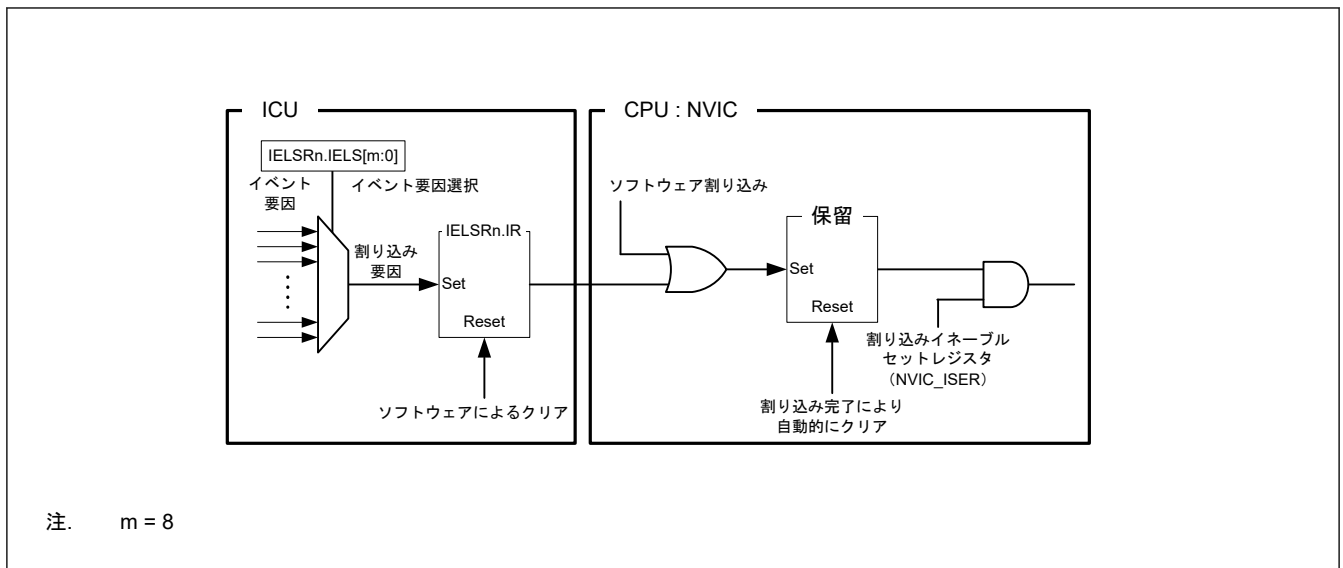 ICU
CPU : NVIC
IELSRn.IELS[m:0]
イベント
要因
イベント要因選択
割り込み
要因
IELSRn.IR
Set
Reset
ソフトウェアによるクリア
ソフトウェア割り込み
保留
Set
Reset
割り込みイネーブル
セットレジスタ
（NVIC_ISER）
割り込み完了により
自動的にクリア
注. m = 8